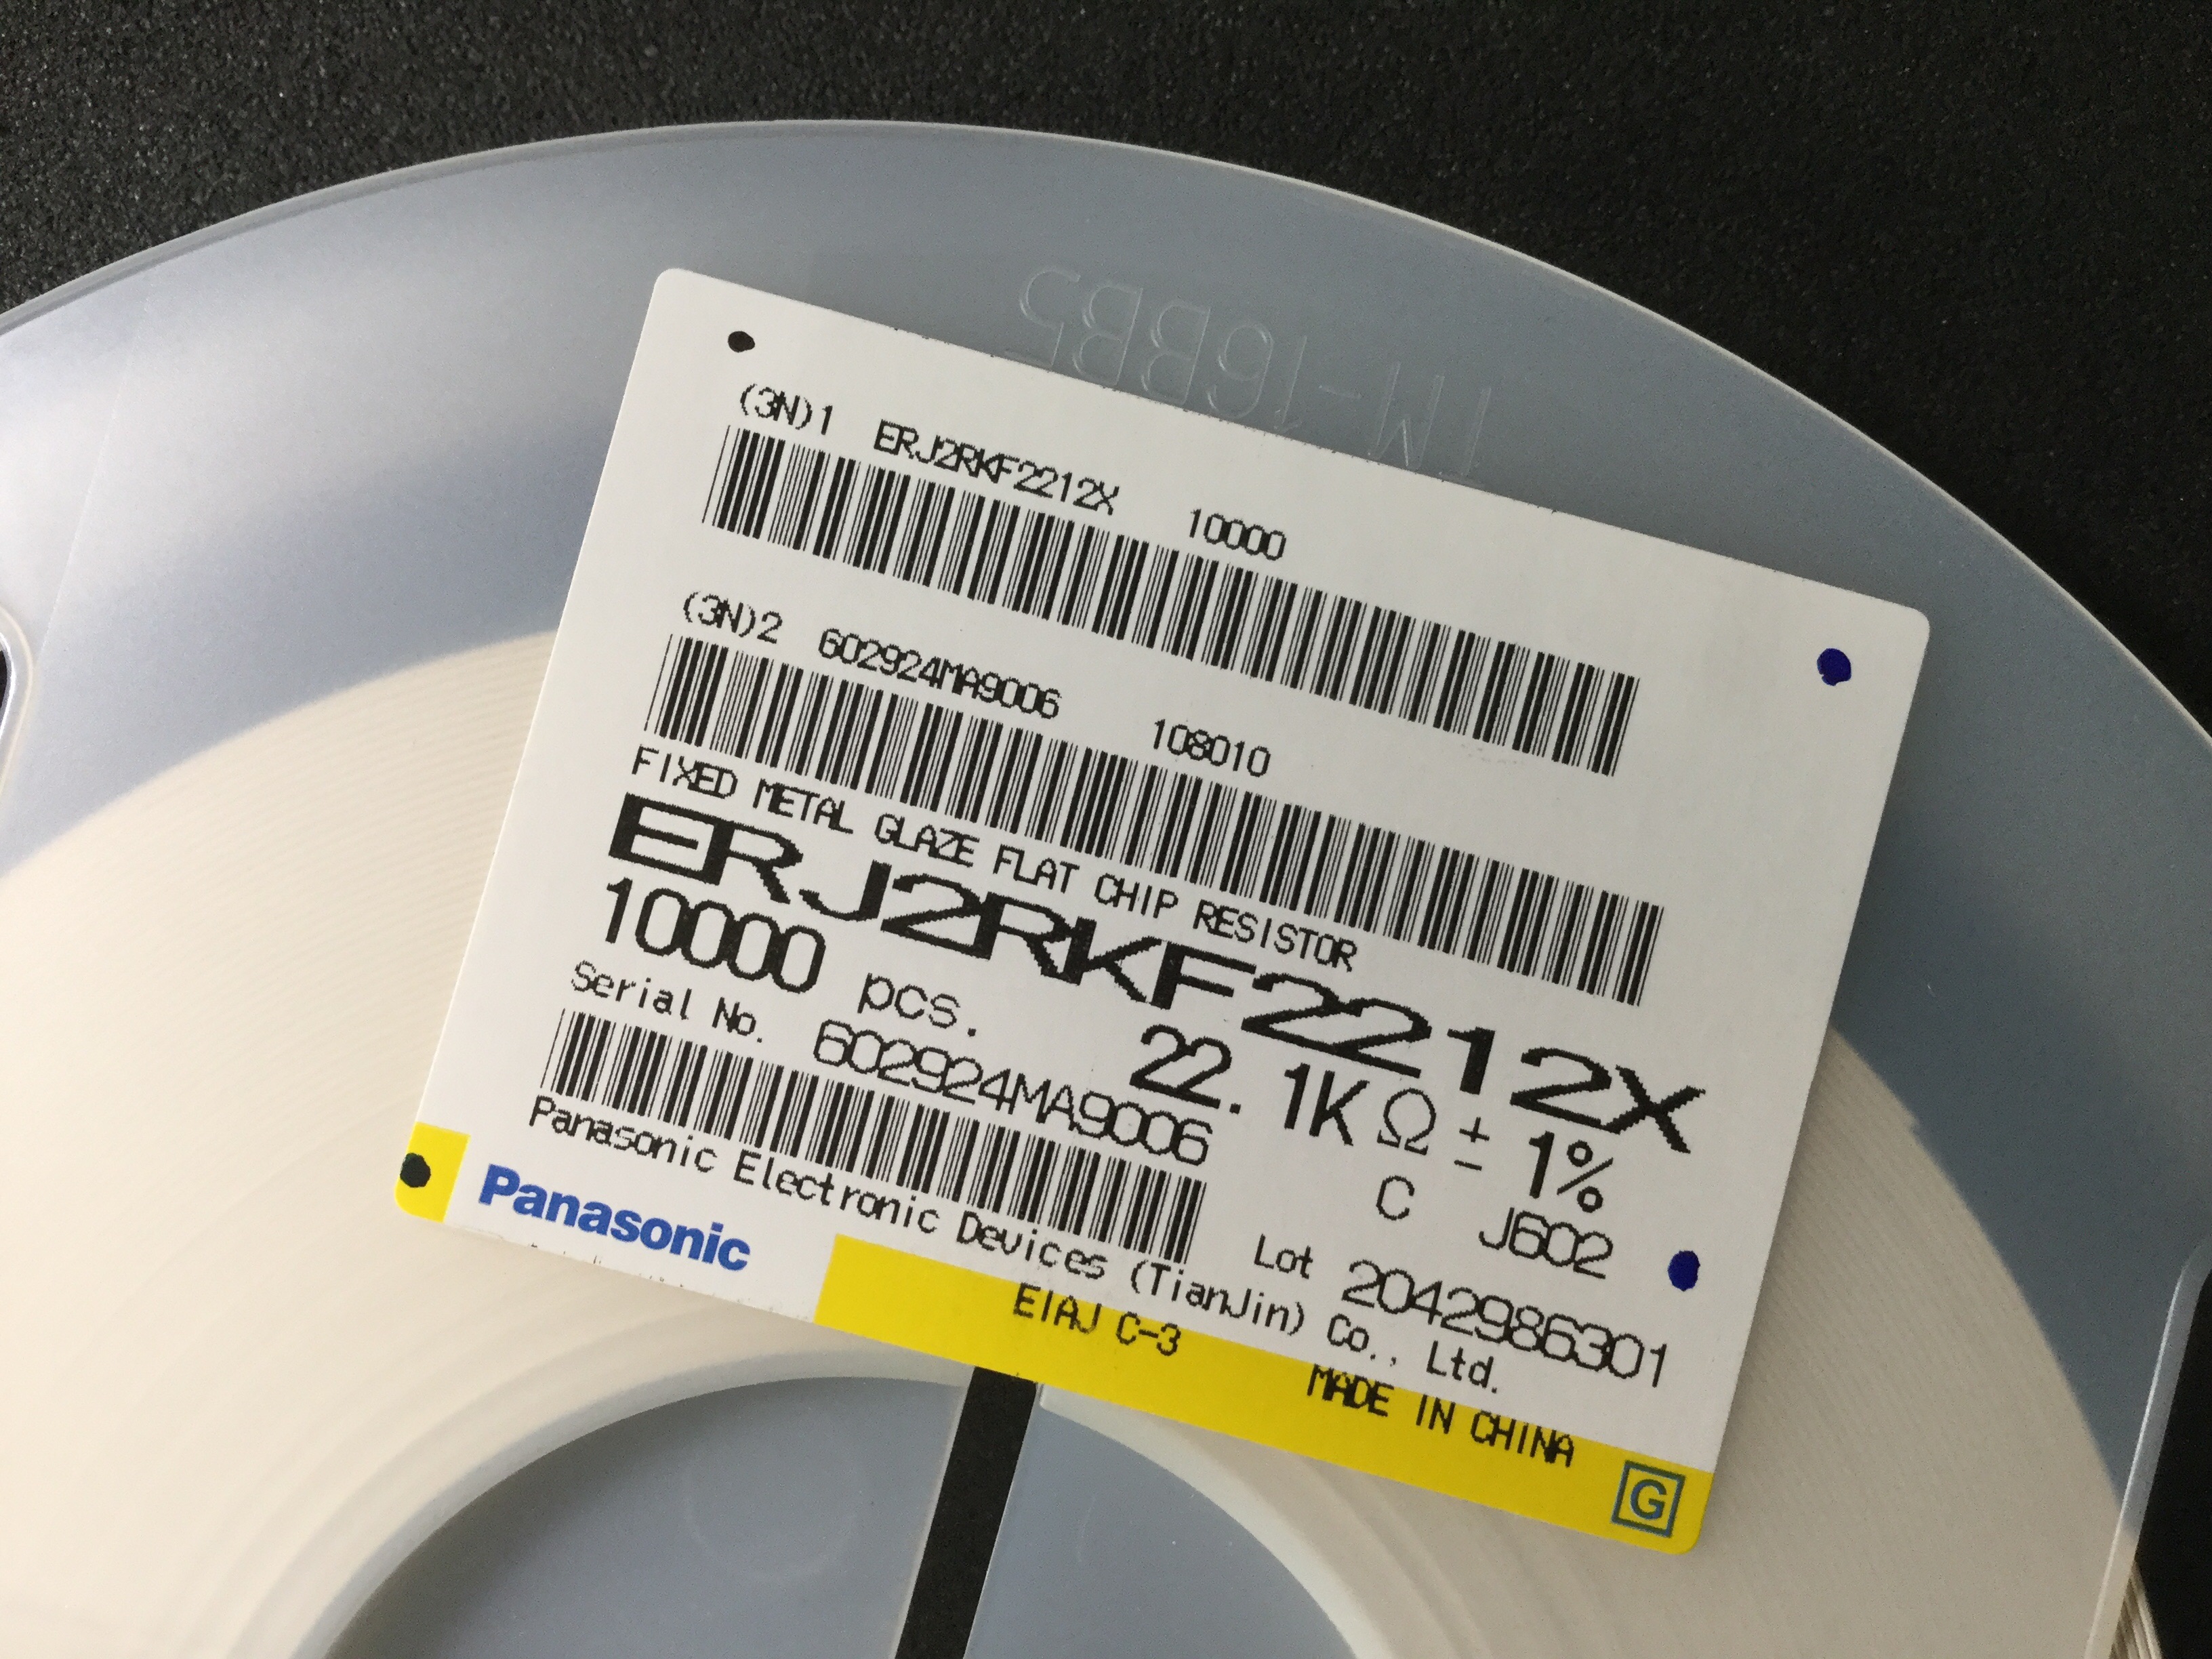 1M-16BB5
(3N)1 ERJ2RKF2212X 10000
(3N)2 602924MA9006 108010
FIXED METAL GLAZE FLAT CHIP RESISTOR
ERJ2RKF2212X
10000 pcs. 22.1KΩ ± 1%
C J602
Serial No. 602924MA9006
Lot 2042986301
Panasonic Electronic Devices (TianJin) Co., Ltd.
Panasonic
EIAJ C-3
MADE IN CHINA
G